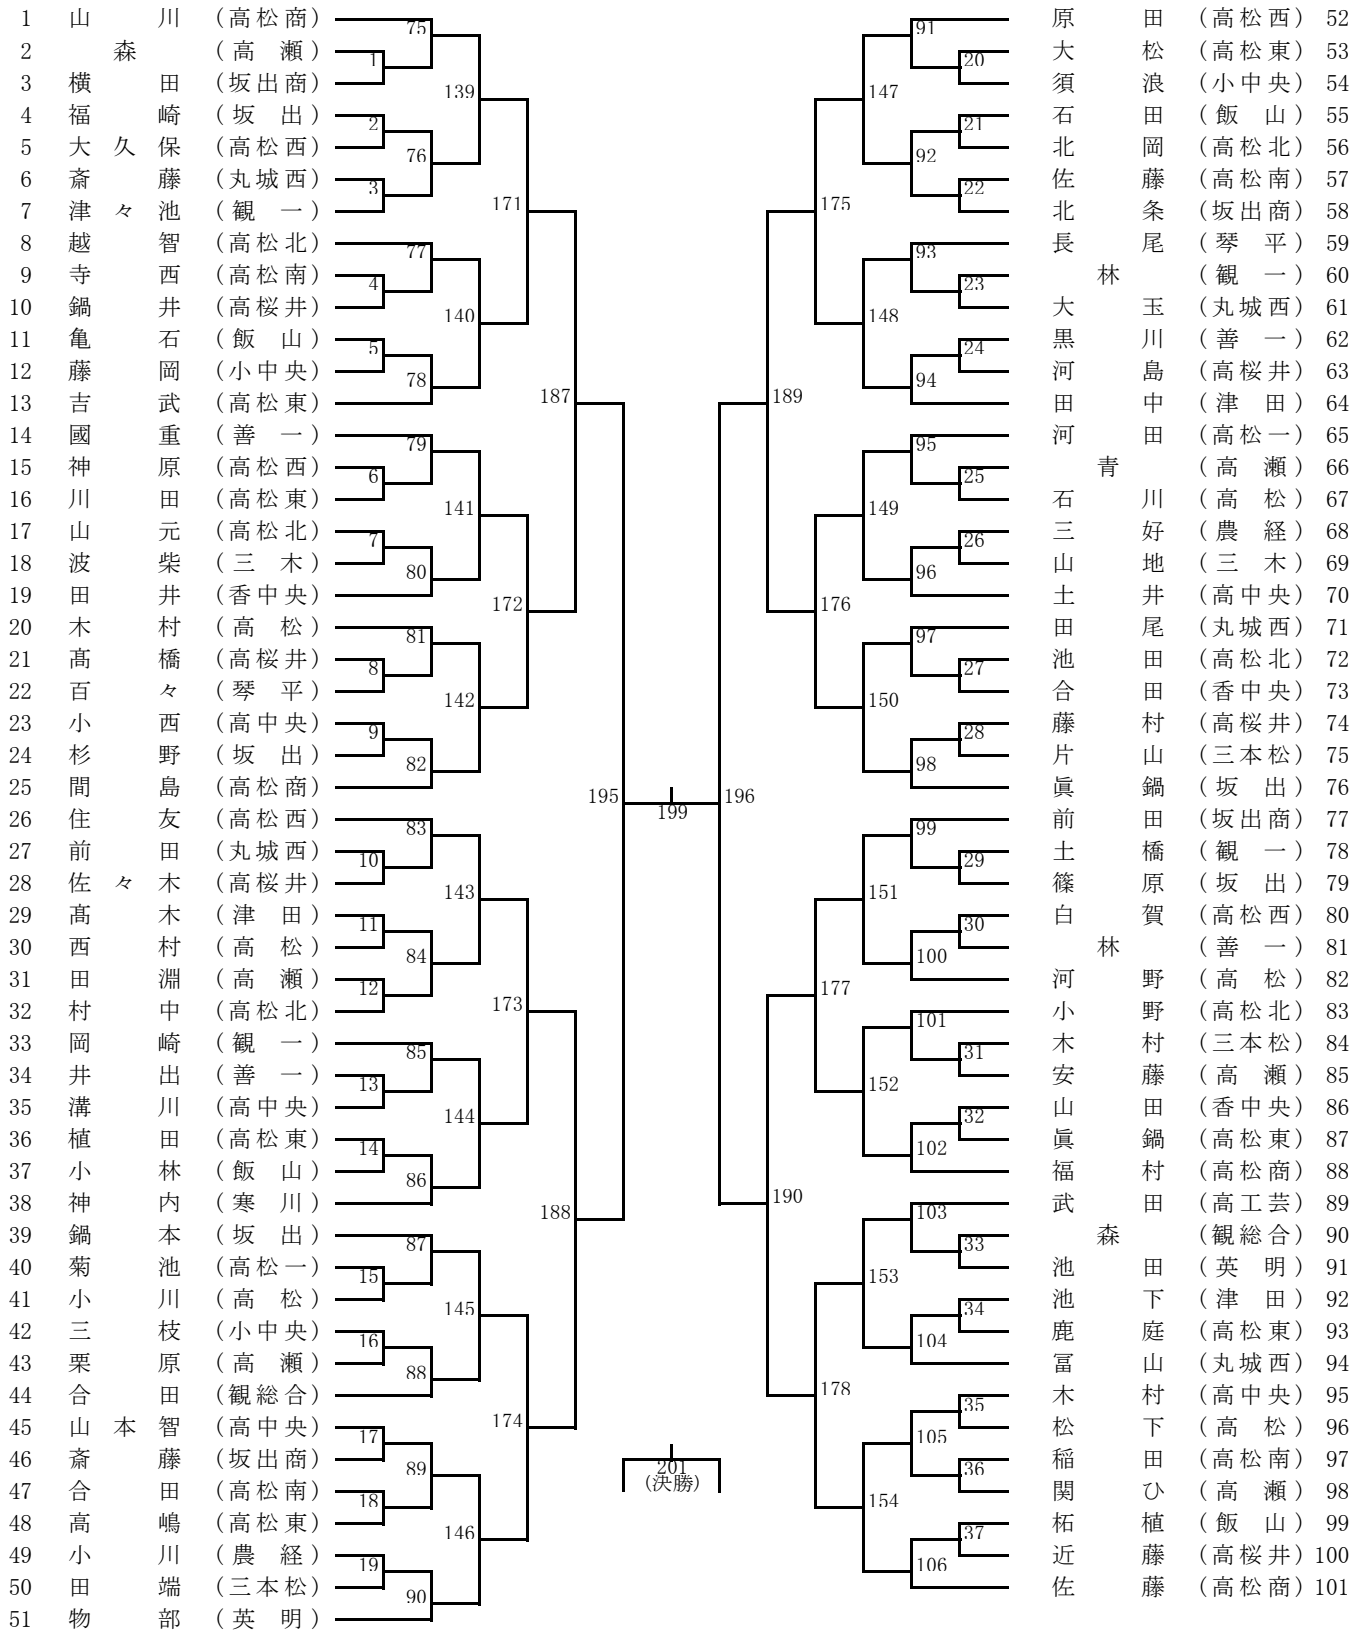 1 山川 (高松商)
2 森 (高瀬)
3 横田 (坂出商)
4 福崎 (坂出)
5 大久保 (高松西)
6 斎藤 (丸城西)
7 津々池 (観一)
8 越智 (高松北)
9 寺西 (高松南)
10 鍋井 (高桜井)
11 亀石 (飯山)
12 藤岡 (小中央)
13 吉武 (高松東)
14 國重 (善一)
15 神原 (高松西)
16 川田 (高松東)
17 山元 (高松北)
18 波柴 (三木)
19 田井 (香中央)
20 木村 (高松)
21 髙橋 (高桜井)
22 百々 (琴平)
23 小西 (高中央)
24 杉野 (坂出)
25 間島 (高松商)
26 住友 (高松西)
27 前田 (丸城西)
28 佐々木 (高桜井)
29 髙木 (津田)
30 西村 (高松)
31 田淵 (高瀬)
32 村中 (高松北)
33 岡崎 (観一)
34 井出 (善一)
35 溝川 (高中央)
36 植田 (高松東)
37 小林 (飯山)
38 神内 (寒川)
39 鍋本 (坂出)
40 菊池 (高松一)
41 小川 (高松)
42 三枝 (小中央)
43 栗原 (高瀬)
44 合田 (観総合)
45 山本智 (高中央)
46 斎藤 (坂出商)
47 合田 (高松南)
48 高嶋 (高松東)
49 小川 (農経)
50 田端 (三本松)
51 物部 (英明)
1
2
3
4
5
6
7
8
9
10
11
12
13
14
15
16
17
18
19
75
76
77
78
79
80
81
82
83
84
85
86
87
88
89
90
139
140
141
142
143
144
145
146
171
172
173
174
187
188
195
199
196
201
(決勝)
189
190
175
176
177
178
147
148
149
150
151
152
153
154
91
92
93
94
95
96
97
98
99
100
101
102
103
104
105
106
20
21
22
23
24
25
26
27
28
29
30
31
32
33
34
35
36
37
原田 (高松西) 52
大松 (高松東) 53
須浪 (小中央) 54
石田 (飯山) 55
北岡 (高松北) 56
佐藤 (高松南) 57
北条 (坂出商) 58
長尾 (琴平) 59
林 (観一) 60
大玉 (丸城西) 61
黒川 (善一) 62
河島 (高桜井) 63
田中 (津田) 64
河田 (高松一) 65
青 (高瀬) 66
石川 (高松) 67
三好 (農経) 68
山地 (三木) 69
土井 (高中央) 70
田尾 (丸城西) 71
池田 (高松北) 72
合田 (香中央) 73
藤村 (高桜井) 74
片山 (三本松) 75
眞鍋 (坂出) 76
前田 (坂出商) 77
土橋 (観一) 78
篠原 (坂出) 79
白賀 (高松西) 80
林 (善一) 81
河野 (高松) 82
小野 (高松北) 83
木村 (三本松) 84
安藤 (高瀬) 85
山田 (香中央) 86
眞鍋 (高松東) 87
福村 (高松商) 88
武田 (高工芸) 89
森 (観総合) 90
池田 (英明) 91
池下 (津田) 92
鹿庭 (高松東) 93
冨山 (丸城西) 94
木村 (高中央) 95
松下 (高松) 96
稲田 (高松南) 97
関ひ (高瀬) 98
柘植 (飯山) 99
近藤 (高桜井) 100
佐藤 (高松商) 101